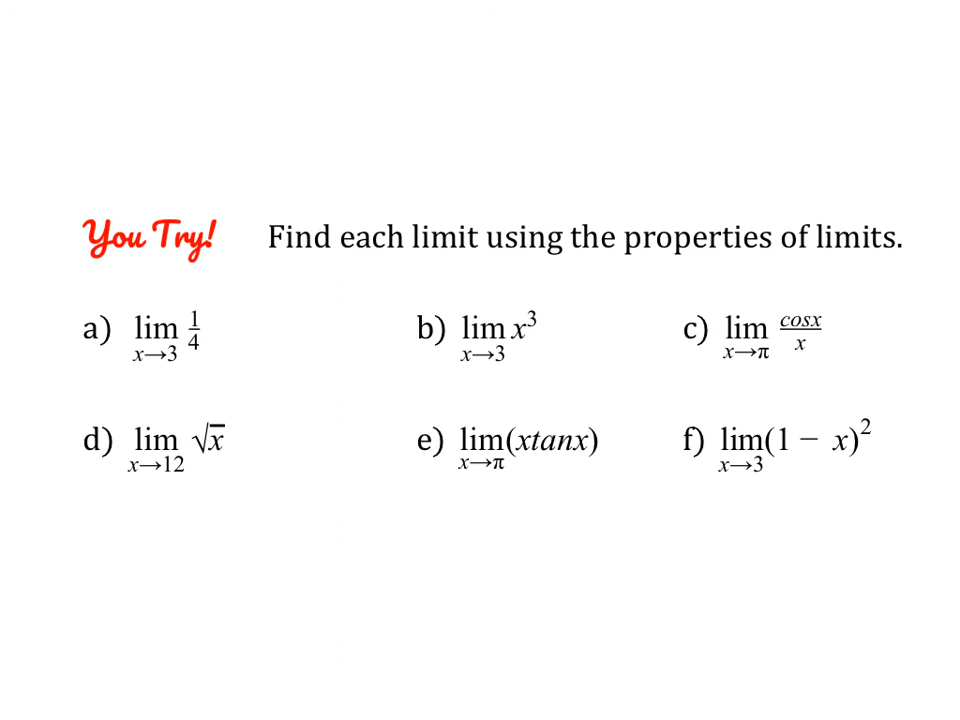 You Try! Find each limit using the properties of limits.
a) lim x→3 1/4 b) lim x→3 x³ c) lim x→π cosx/x
d) lim x→12 √x e) lim x→π (xtanx) f) lim x→3 (1 − x)²